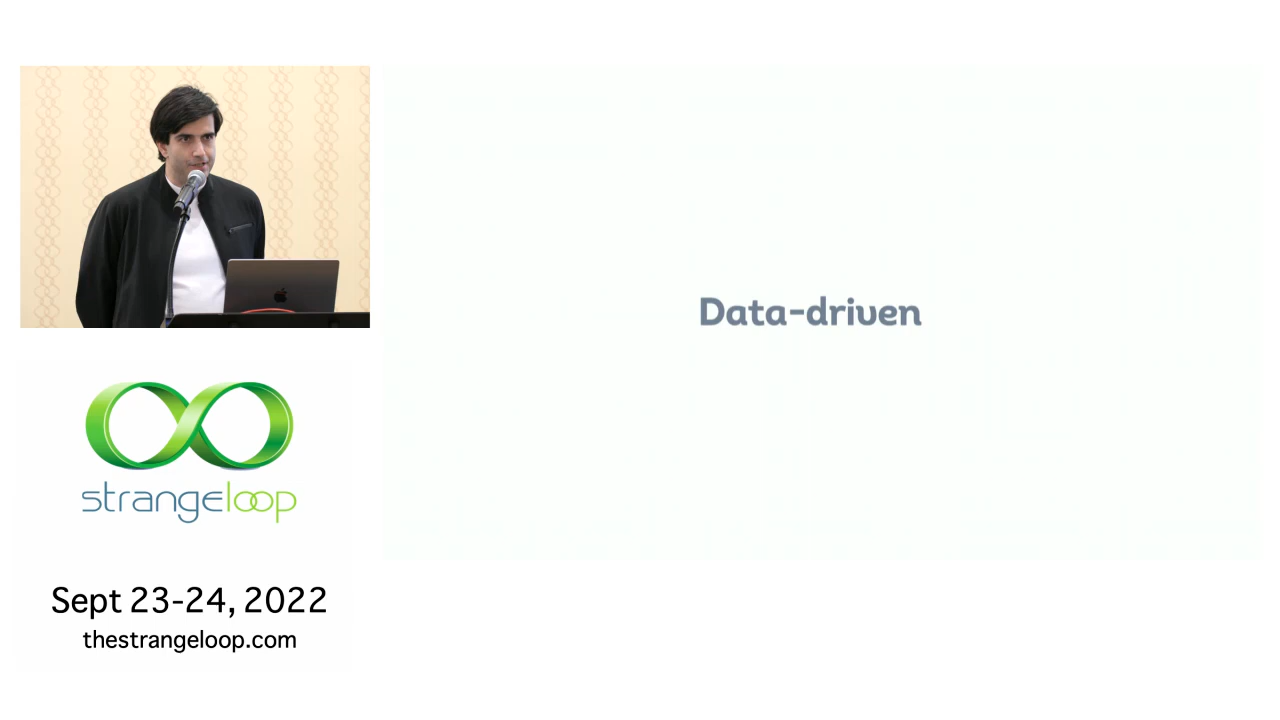 Data-driven
strangeloop
Sept 23-24, 2022
thestrangeloop.com